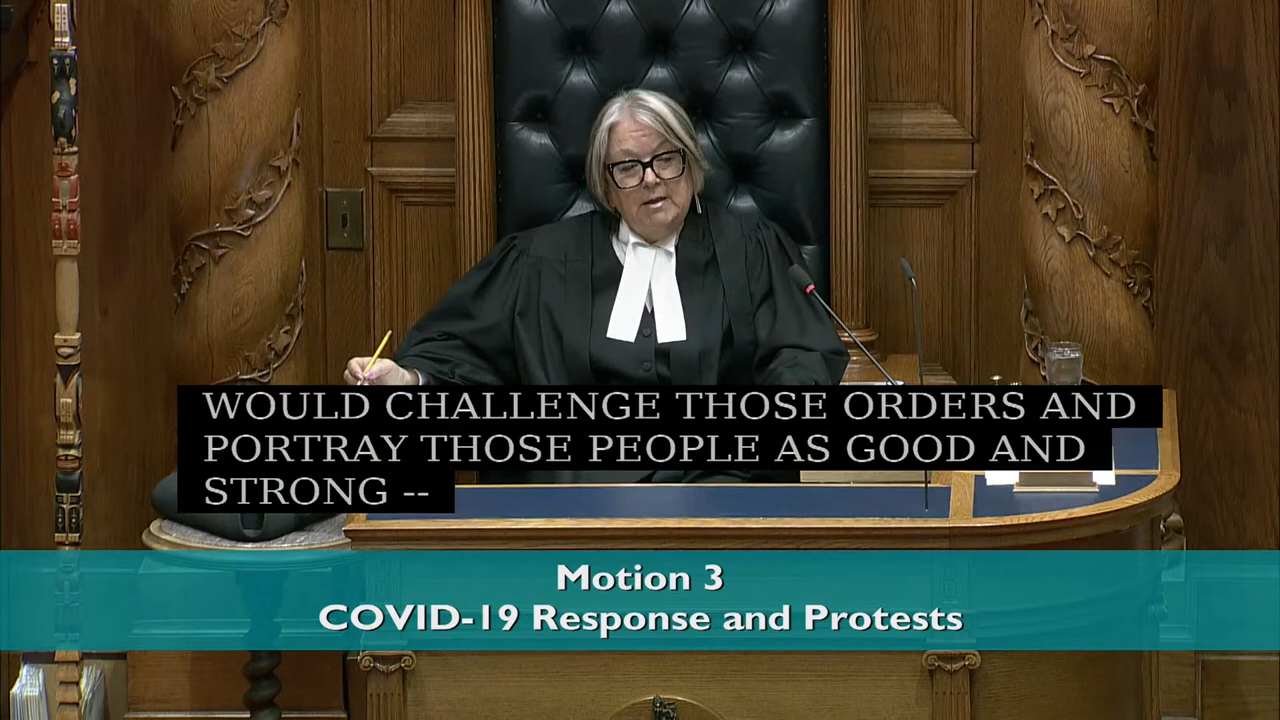 WOULD CHALLENGE THOSE ORDERS AND
PORTRAY THOSE PEOPLE AS GOOD AND
STRONG --
Motion 3
COVID-19 Response and Protests